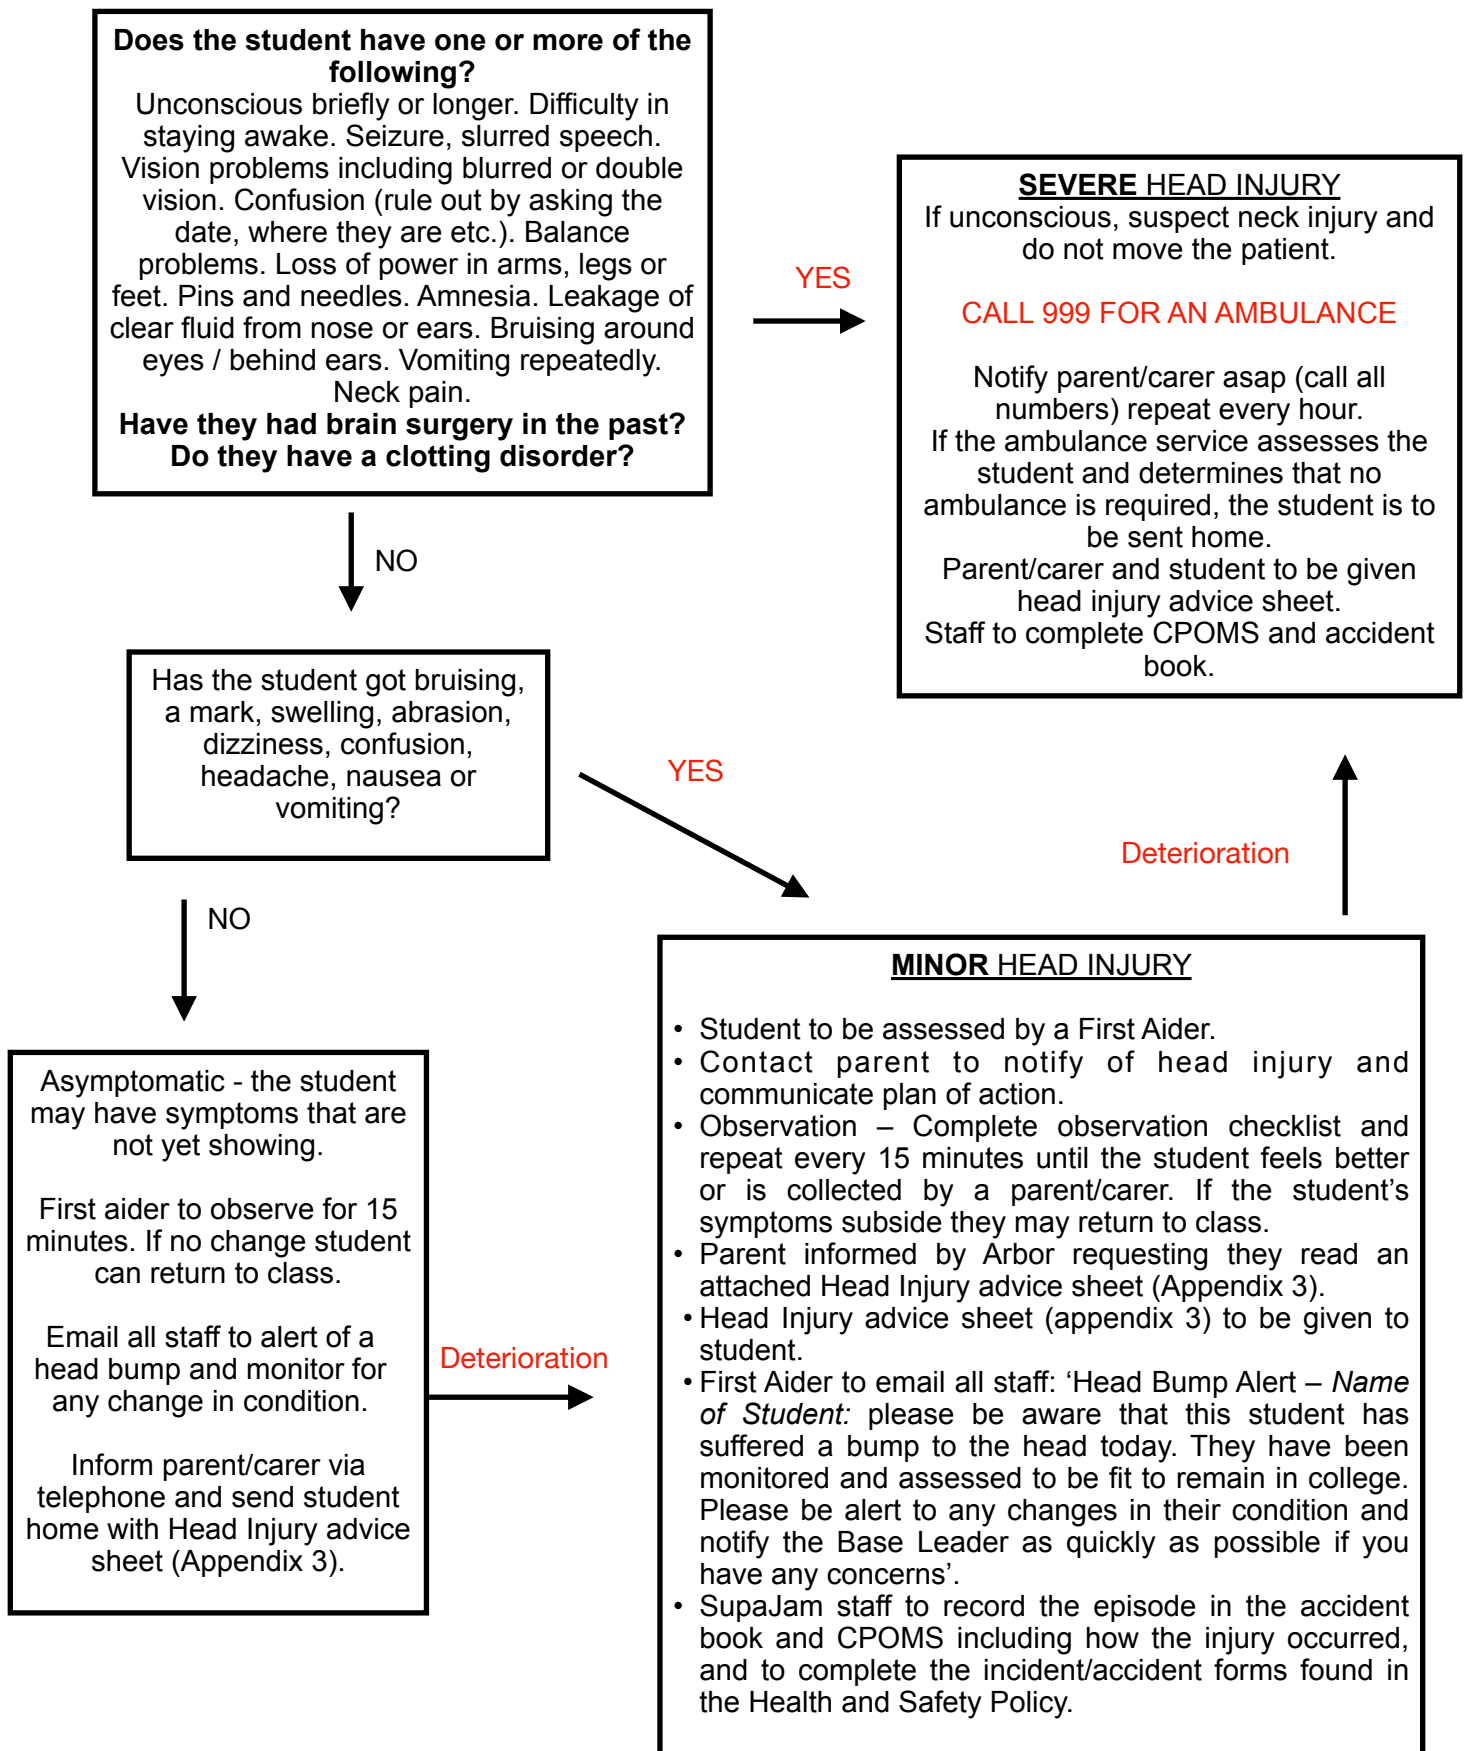 Does the student have one or more of the
following?
Unconscious briefly or longer. Difficulty in
staying awake. Seizure, slurred speech.
Vision problems including blurred or double
vision. Confusion (rule out by asking the
date, where they are etc.). Balance
problems. Loss of power in arms, legs or
feet. Pins and needles. Amnesia. Leakage of
clear fluid from nose or ears. Bruising around
eyes / behind ears. Vomiting repeatedly.
Neck pain.
Have they had brain surgery in the past?
Do they have a clotting disorder?
YES
SEVERE HEAD INJURY
If unconscious, suspect neck injury and
do not move the patient.
CALL 999 FOR AN AMBULANCE
Notify parent/carer asap (call all
numbers) repeat every hour.
If the ambulance service assesses the
student and determines that no
ambulance is required, the student is to
be sent home.
Parent/carer and student to be given
head injury advice sheet.
Staff to complete CPOMS and accident
book.
NO
Has the student got bruising,
a mark, swelling, abrasion,
dizziness, confusion,
headache, nausea or
vomiting?
YES
Deterioration
NO
Asymptomatic - the student
may have symptoms that are
not yet showing.
First aider to observe for 15
minutes. If no change student
can return to class.
Email all staff to alert of a
head bump and monitor for
any change in condition.
Inform parent/carer via
telephone and send student
home with Head Injury advice
sheet (Appendix 3).
Deterioration
MINOR HEAD INJURY
• Student to be assessed by a First Aider.
• Contact parent to notify of head injury and
communicate plan of action.
• Observation – Complete observation checklist and
repeat every 15 minutes until the student feels better
or is collected by a parent/carer. If the student's
symptoms subside they may return to class.
• Parent informed by Arbor requesting they read an
attached Head Injury advice sheet (Appendix 3).
• Head Injury advice sheet (appendix 3) to be given to
student.
• First Aider to email all staff: ‘Head Bump Alert – Name
of Student: please be aware that this student has
suffered a bump to the head today. They have been
monitored and assessed to be fit to remain in college.
Please be alert to any changes in their condition and
notify the Base Leader as quickly as possible if you
have any concerns’.
• SupaJam staff to record the episode in the accident
book and CPOMS including how the injury occurred,
and to complete the incident/accident forms found in
the Health and Safety Policy.